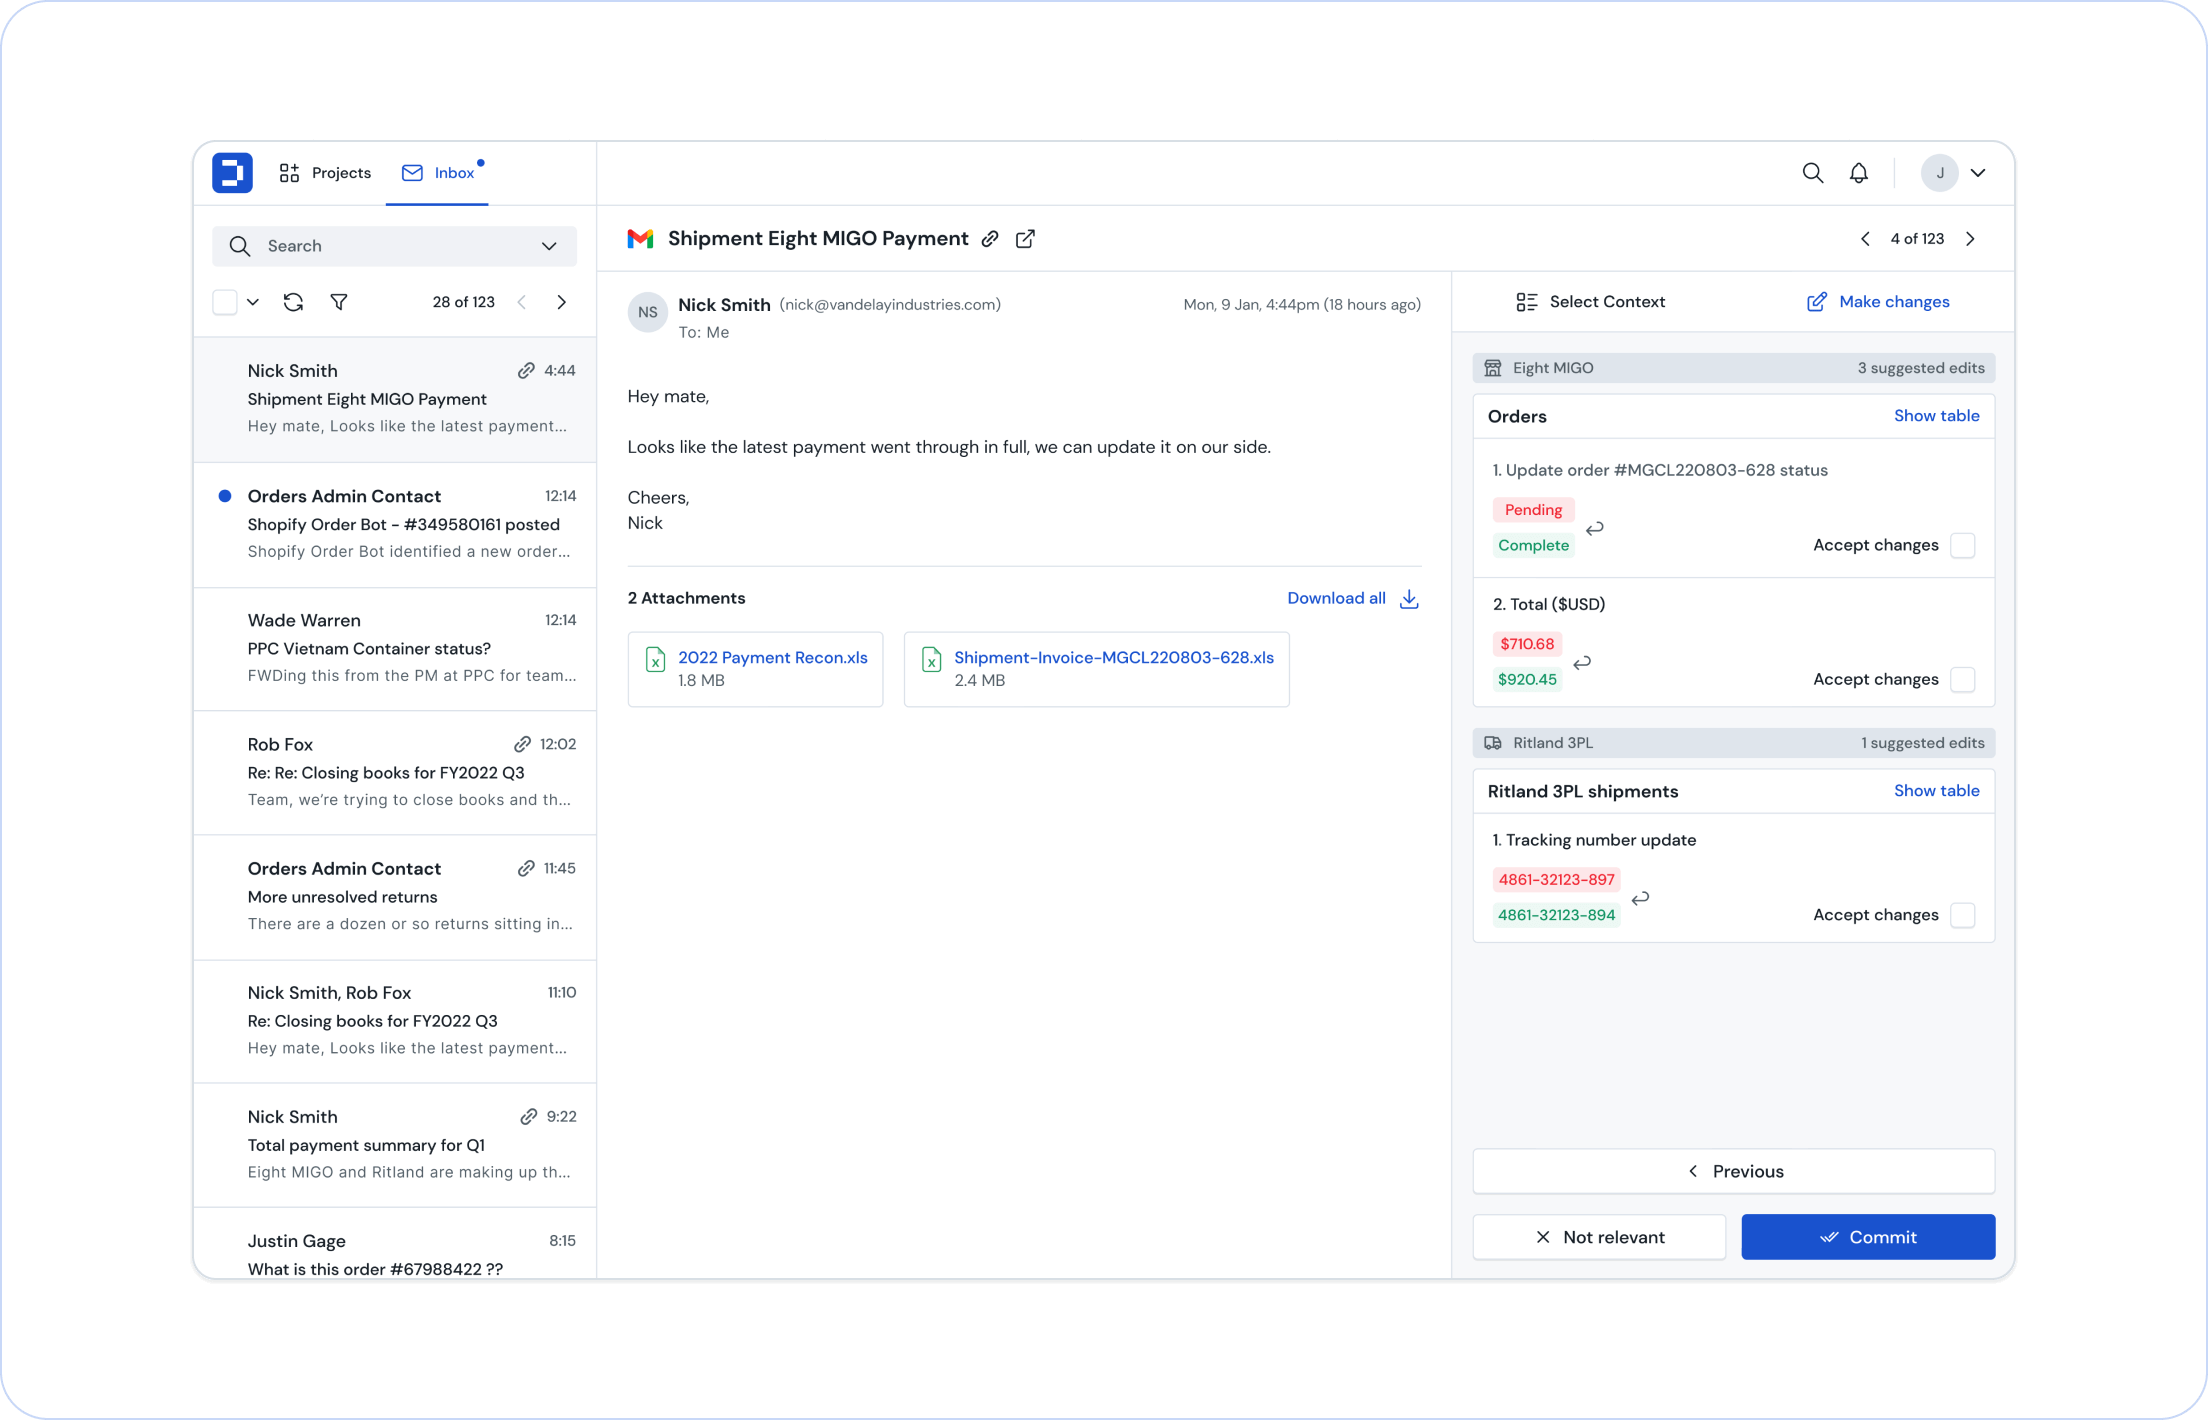 Projects
Inbox
J
Search
28 of 123
Nick Smith 4:44
Shipment Eight MIGO Payment
Hey mate, Looks like the latest payment...
Orders Admin Contact 12:14
Shopify Order Bot - #349580161 posted
Shopify Order Bot identified a new order...
Wade Warren 12:14
PPC Vietnam Container status?
FWDing this from the PM at PPC for team...
Rob Fox 12:02
Re: Re: Closing books for FY2022 Q3
Team, we're trying to close books and th...
Orders Admin Contact 11:45
More unresolved returns
There are a dozen or so returns sitting in...
Nick Smith, Rob Fox 11:10
Re: Closing books for FY2022 Q3
Hey mate, Looks like the latest payment...
Nick Smith 9:22
Total payment summary for Q1
Eight MIGO and Ritland are making up th...
Justin Gage 8:15
What is this order #67988422 ??
Shipment Eight MIGO Payment
4 of 123
NS
Nick Smith (nick@vandelayindustries.com)
Mon, 9 Jan, 4:44pm (18 hours ago)
To: Me
Hey mate,
Looks like the latest payment went through in full, we can update it on our side.
Cheers,
Nick
2 Attachments
Download all
2022 Payment Recon.xls
1.8 MB
Shipment-Invoice-MGCL220803-628.xls
2.4 MB
Select Context
Make changes
Eight MIGO 3 suggested edits
Orders Show table
1. Update order #MGCL220803-628 status
Pending
Complete
Accept changes
2. Total ($USD)
$710.68
$920.45
Accept changes
Ritland 3PL 1 suggested edits
Ritland 3PL shipments Show table
1. Tracking number update
4861-32123-897
4861-32123-894
Accept changes
Previous
Not relevant
Commit